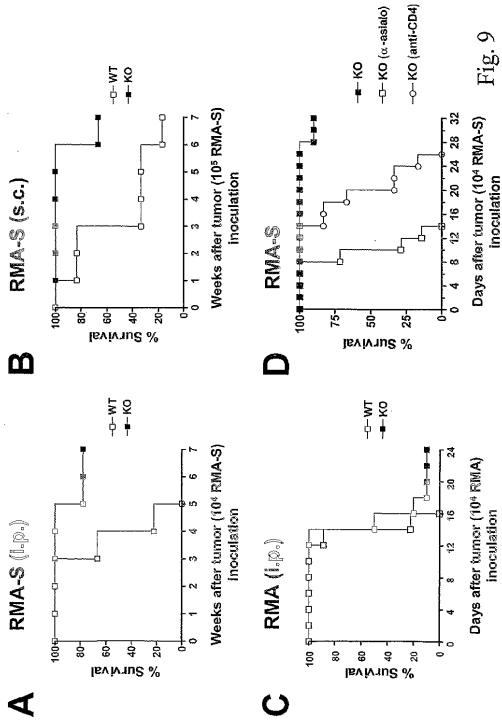 A
RMA-S (i.p.)
% Survival
100
80
60
40
20
0
0 1 2 3 4 5 6 7
Weeks after tumor (10⁴ RMA-S)
inoculation
WT
KO
B
RMA-S (s.c.)
% Survival
100
80
60
40
20
0
0 1 2 3 4 5 6 7
Weeks after tumor (10⁵ RMA-S)
inoculation
WT
KO
C
RMA (i.p.)
% Survival
100
80
60
40
20
0
0 4 8 12 16 20 24
Days after tumor (10⁴ RMA)
inoculation
WT
KO
D
RMA-S
% Survival
100
75
50
25
0
0 4 8 12 16 20 24 28 32
Days after tumor (10⁴ RMA-S)
inoculation
KO
KO (α-asialo)
KO (anti-CD4)
Fig. 9